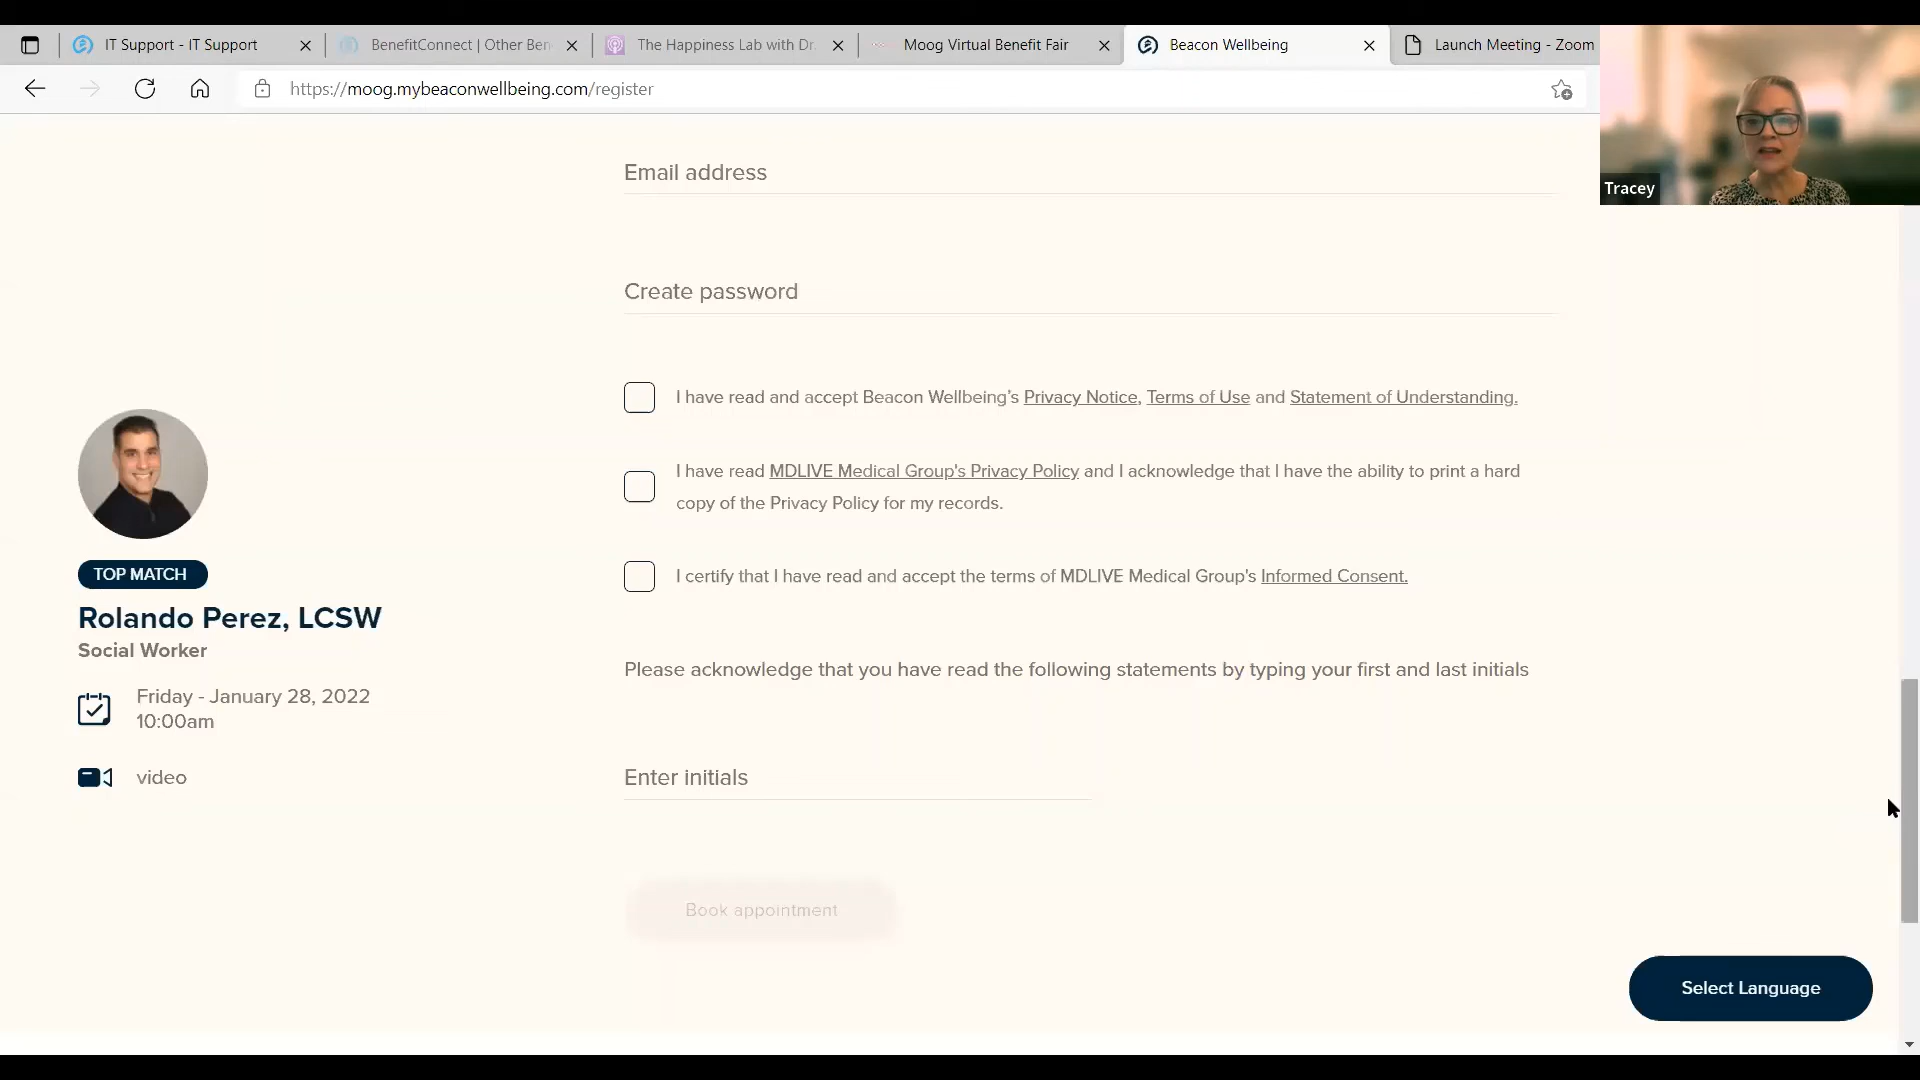 IT Support - IT Support
BenefitConnect | Other Ben
The Happiness Lab with Dr.
Moog Virtual Benefit Fair
Beacon Wellbeing
Launch Meeting - Zoom
https://moog.mybeaconwellbeing.com/register
Tracey
Email address
Create password
I have read and accept Beacon Wellbeing’s Privacy Notice, Terms of Use and Statement of Understanding.
I have read MDLIVE Medical Group's Privacy Policy and I acknowledge that I have the ability to print a hard
copy of the Privacy Policy for my records.
I certify that I have read and accept the terms of MDLIVE Medical Group's Informed Consent.
TOP MATCH
Rolando Perez, LCSW
Social Worker
Friday - January 28, 2022
10:00am
video
Please acknowledge that you have read the following statements by typing your first and last initials
Enter initials
Book appointment
Select Language